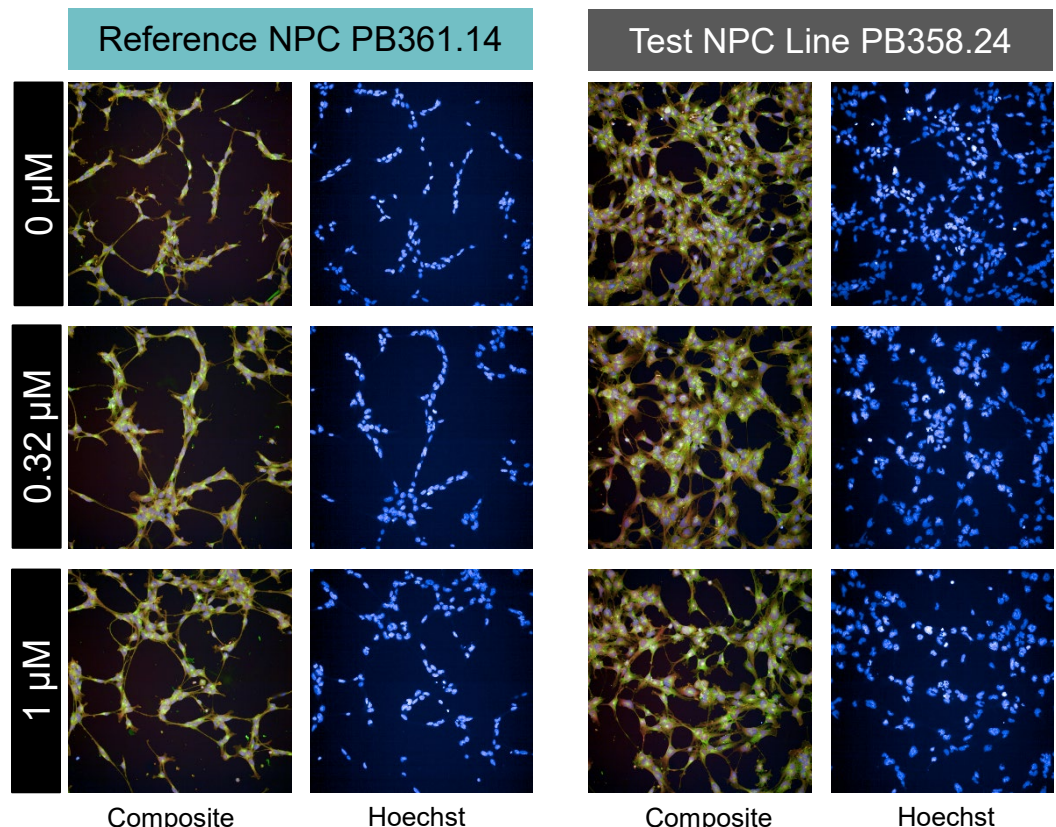 Reference NPC PB361.14
Test NPC Line PB358.24
0 µM
0.32 µM
1 µM
Composite
Hoechst
Composite
Hoechst